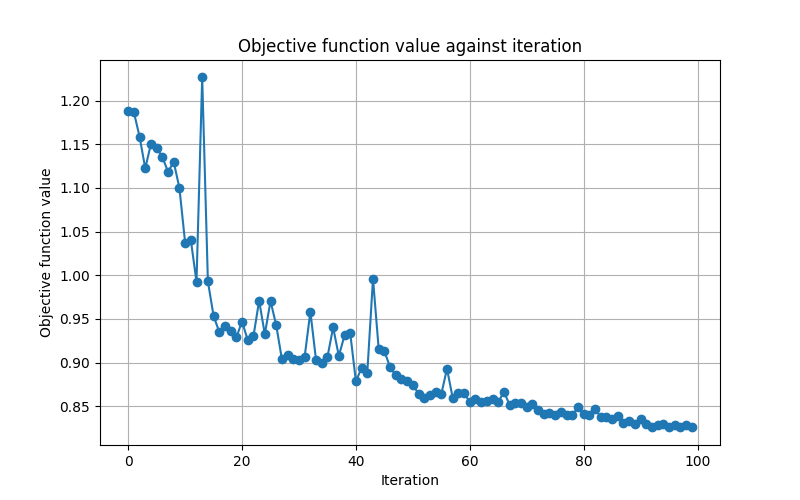 Objective function value against iteration
1.20
1.15
1.10
1.05
1.00
0.95
0.90
0.85
Objective function value
0 20 40 60 80 100
Iteration